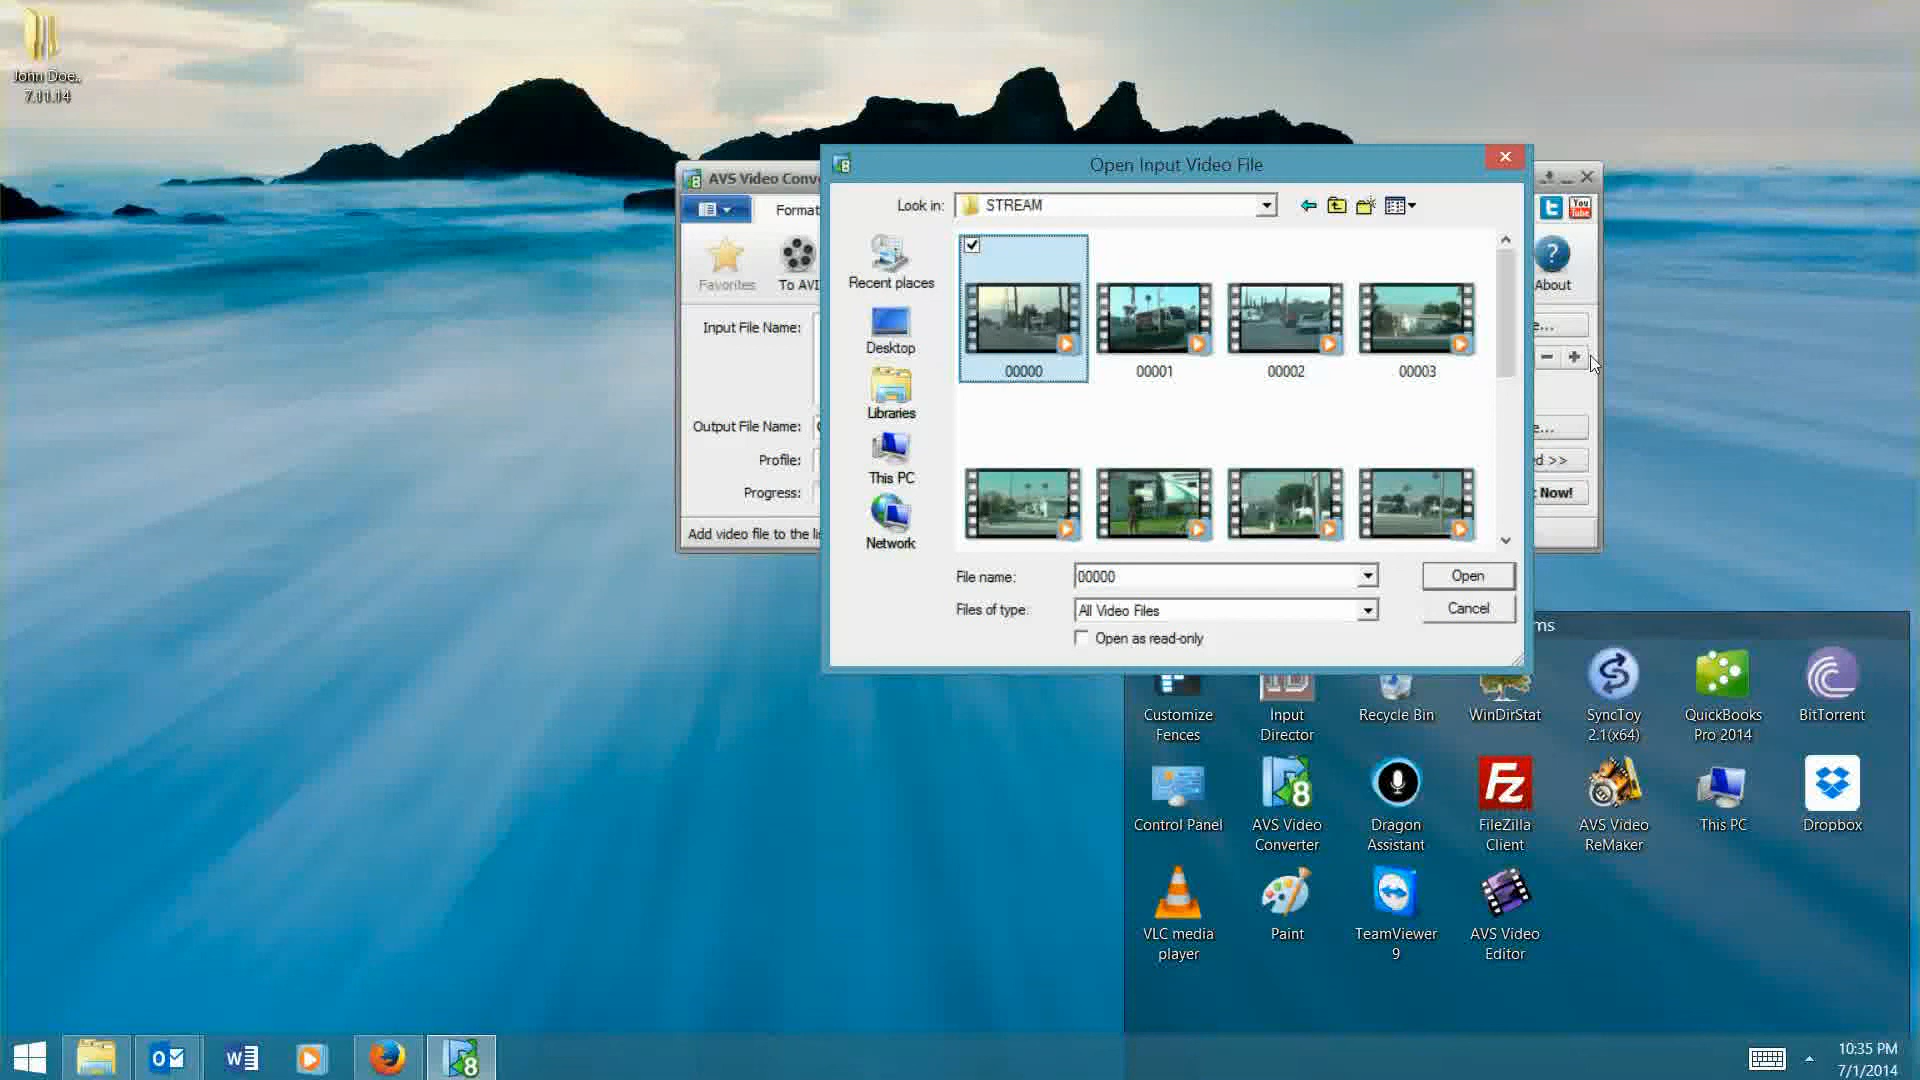 John Doe..
7.11.14
AVS Video Conve
Format
Favorites
To AVI
Input File Name:
Output File Name:
Profile:
Progress:
Add video file to the li
Open Input Video File
Look in:
STREAM
Recent places
Desktop
Libraries
This PC
Network
00000
00001
00002
00003
File name:
00000
Open
Files of type:
All Video Files
Cancel
Open as read-only
You
Tube
?
About
e...
e...
d >>
t Now!
ms
Customize
Fences
Input
Director
Recycle Bin
WinDirStat
SyncToy
2.1(x64)
QuickBooks
Pro 2014
BitTorrent
Control Panel
AVS Video
Converter
Dragon
Assistant
FileZilla
Client
AVS Video
ReMaker
This PC
Dropbox
VLC media
player
Paint
TeamViewer
9
AVS Video
Editor
10:35 PM
7/1/2014